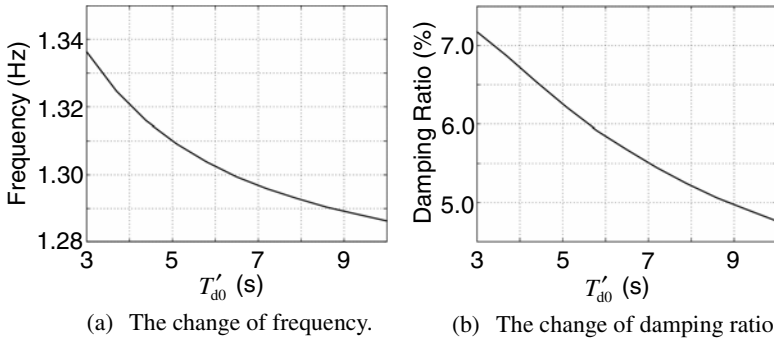 Frequency (Hz)
1.34
1.32
1.30
1.28
3 5 7 9
T′d0 (s)
(a) The change of frequency.
Damping Ratio (%)
7.0
6.0
5.0
3 5 7 9
T′d0 (s)
(b) The change of damping ratio